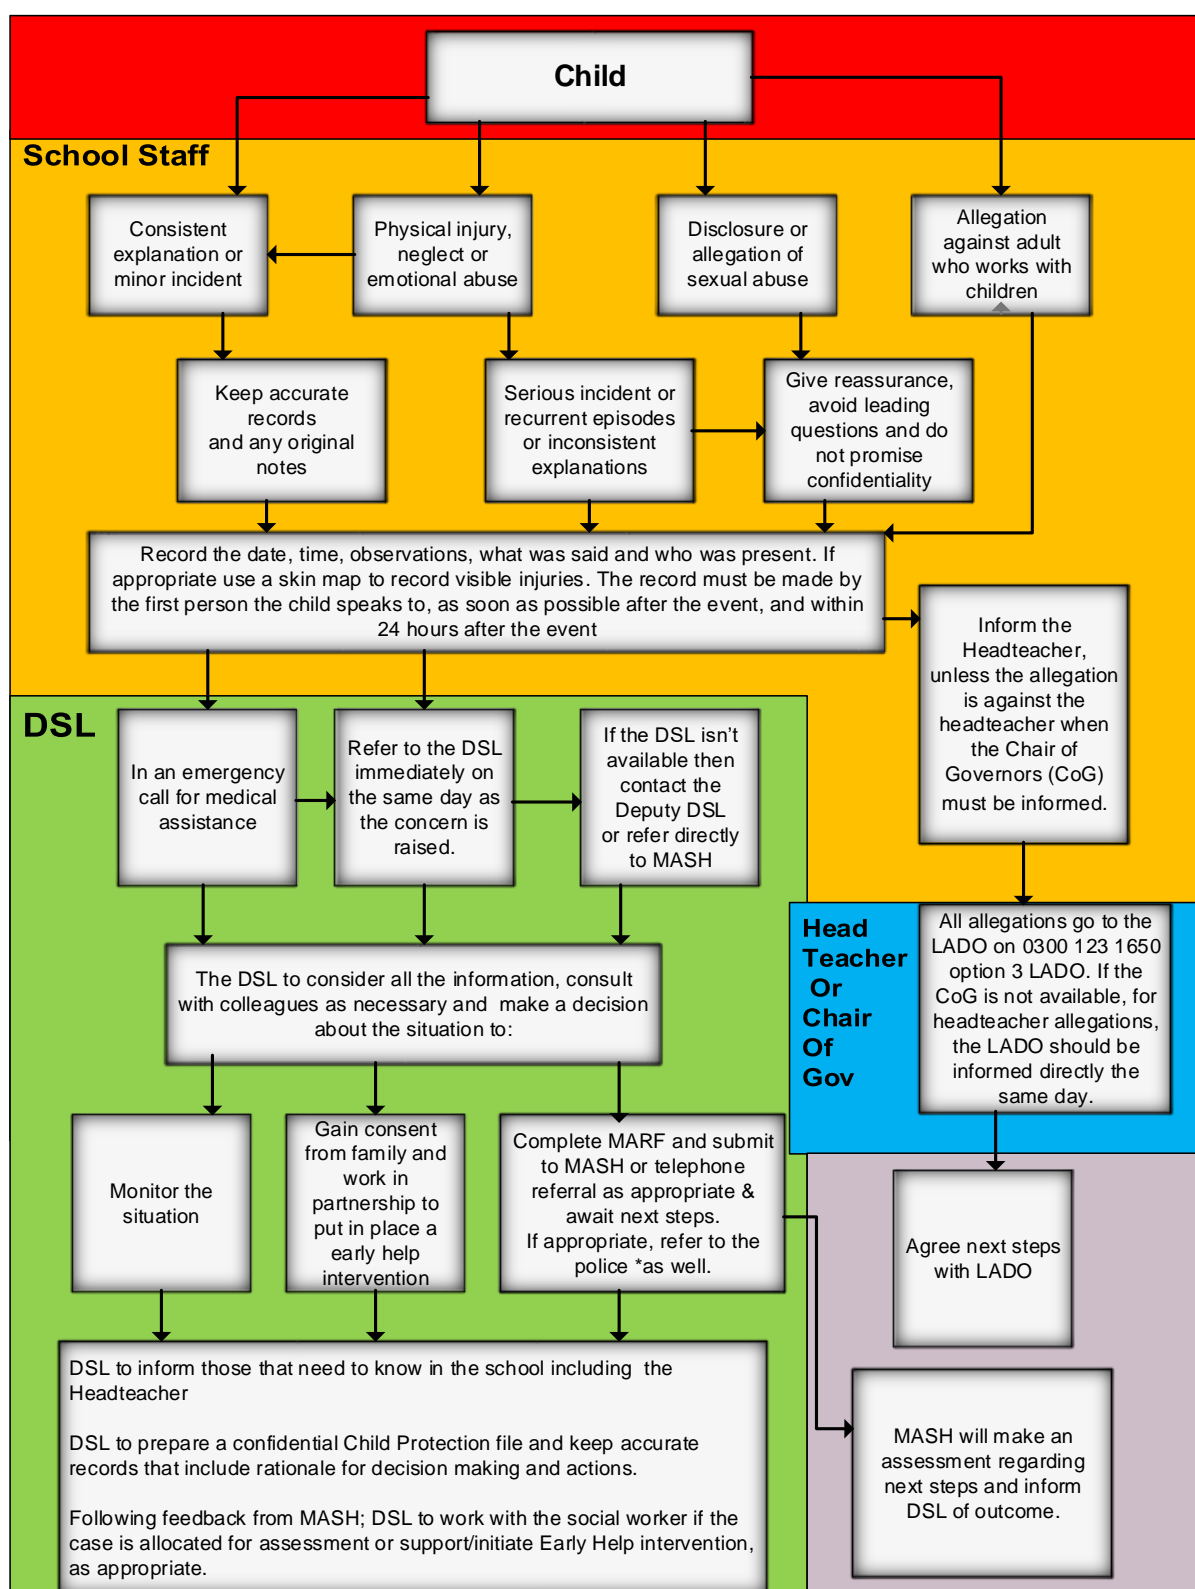 Child
School Staff
Consistent
explanation or
minor incident
Physical injury,
neglect or
emotional abuse
Disclosure or
allegation of
sexual abuse
Allegation
against adult
who works with
children
Keep accurate
records
and any original
notes
Serious incident or
recurrent episodes
or inconsistent
explanations
Give reassurance,
avoid leading
questions and do
not promise
confidentiality
Record the date, time, observations, what was said and who was present. If
appropriate use a skin map to record visible injuries. The record must be made by
the first person the child speaks to, as soon as possible after the event, and within
24 hours after the event
Inform the
Headteacher,
unless the allegation
is against the
headteacher when
the Chair of
Governors (CoG)
must be informed.
DSL
In an emergency
call for medical
assistance
Refer to the DSL
immediately on
the same day as
the concern is
raised.
If the DSL isn't
available then
contact the
Deputy DSL
or refer directly
to MASH
Head
Teacher
Or
Chair
Of
Gov
All allegations go to the
LADO on 0300 123 1650
option 3 LADO. If the
CoG is not available, for
headteacher allegations,
the LADO should be
informed directly the
same day.
The DSL to consider all the information, consult
with colleagues as necessary and  make a decision
about the situation to:
Monitor the
situation
Gain consent
from family and
work in
partnership to
put in place a
early help
intervention
Complete MARF and submit
to MASH or telephone
referral as appropriate &
await next steps.
If appropriate, refer to the
police *as well.
Agree next steps
with LADO
DSL to inform those that need to know in the school including  the
Headteacher
DSL to prepare a confidential Child Protection file and keep accurate
records that include rationale for decision making and actions.
Following feedback from MASH; DSL to work with the social worker if the
case is allocated for assessment or support/initiate Early Help intervention,
as appropriate.
MASH will make an
assessment regarding
next steps and inform
DSL of outcome.